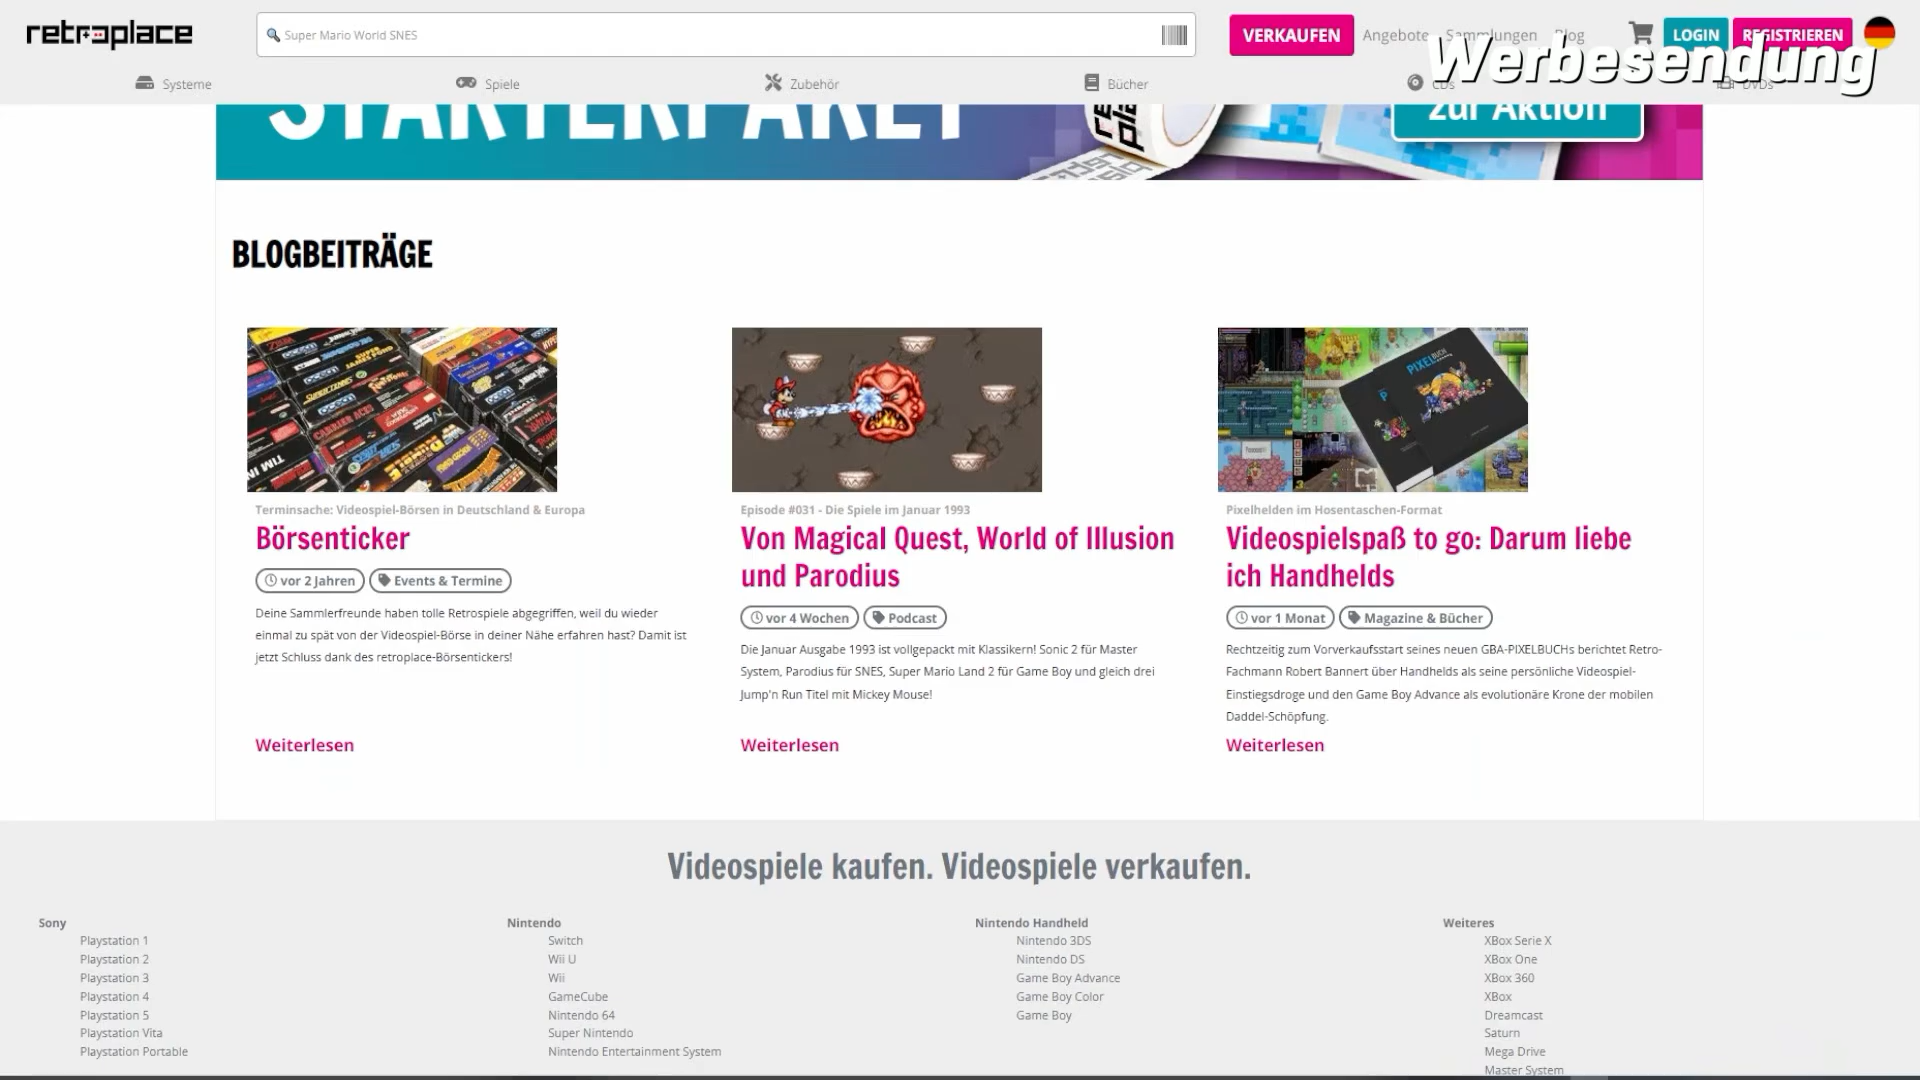 retroplace
Super Mario World SNES
VERKAUFEN
Angebote
Sammlungen
Blog
LOGIN
REGISTRIEREN
Werbesendung
Systeme
Spiele
Zubehör
Bücher
CDs
DVDs
STARTERPAKET
zur Aktion
BLOGBEITRÄGE
PIXELBUCH
Terminsache: Videospiel-Börsen in Deutschland & Europa
Börsenticker
vor 2 Jahren
Events & Termine
Deine Sammlerfreunde haben tolle Retrospiele abgegriffen, weil du wieder
einmal zu spät von der Videospiel-Börse in deiner Nähe erfahren hast? Damit ist
jetzt Schluss dank des retroplace-Börsentickers!
Weiterlesen
Episode #031 - Die Spiele im Januar 1993
Von Magical Quest, World of Illusion
und Parodius
vor 4 Wochen
Podcast
Die Januar Ausgabe 1993 ist vollgepackt mit Klassikern! Sonic 2 für Master
System, Parodius für SNES, Super Mario Land 2 für Game Boy und gleich drei
Jump'n Run Titel mit Mickey Mouse!
Weiterlesen
Pixelhelden im Hosentaschen-Format
Videospielspaß to go: Darum liebe
ich Handhelds
vor 1 Monat
Magazine & Bücher
Rechtzeitig zum Vorverkaufsstart seines neuen GBA-PIXELBUCHs berichtet Retro-
Fachmann Robert Bannert über Handhelds als seine persönliche Videospiel-
Einstiegsdroge und den Game Boy Advance als evolutionäre Krone der mobilen
Daddel-Schöpfung.
Weiterlesen
Videospiele kaufen. Videospiele verkaufen.
Sony
Playstation 1
Playstation 2
Playstation 3
Playstation 4
Playstation 5
Playstation Vita
Playstation Portable
Nintendo
Switch
Wii U
Wii
GameCube
Nintendo 64
Super Nintendo
Nintendo Entertainment System
Nintendo Handheld
Nintendo 3DS
Nintendo DS
Game Boy Advance
Game Boy Color
Game Boy
Weiteres
XBox Serie X
XBox One
XBox 360
XBox
Dreamcast
Saturn
Mega Drive
Master System